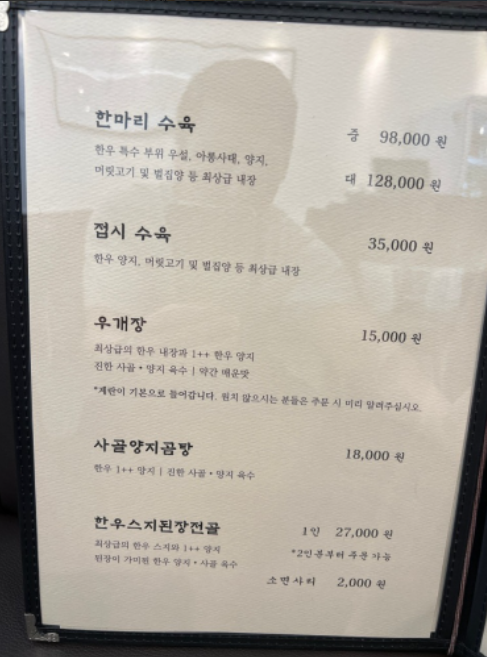 한마리 수육
중 98,000 원
한우 특수 부위 우설, 아롱사태, 양지,
머릿고기 및 벌집양 등 최상급 내장
대 128,000 원
접시 수육
35,000 원
한우 양지, 머릿고기 및 벌집양 등 최상급 내장
우개장
15,000 원
최상급의 한우 내장과 1++ 한우 양지
진한 사골 • 양지 육수 | 약간 매운맛
*계란이 기본으로 들어갑니다. 원치 않으시는 분들은 주문 시 미리 알려주십시오.
사골양지곰탕
18,000 원
한우 1++ 양지 | 진한 사골 • 양지 육수
한우스지된장전골
1인 27,000 원
최상급의 한우 스지와 1++ 양지
*2인분부터 주문 가능
된장이 가미된 한우 양지 • 사골 육수
소면사리 2,000 원